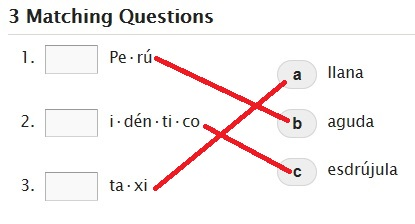 3 Matching Questions
1. Pe·rú
a llana
2. i·dén·ti·co
b aguda
c esdrújula
3. ta·xi